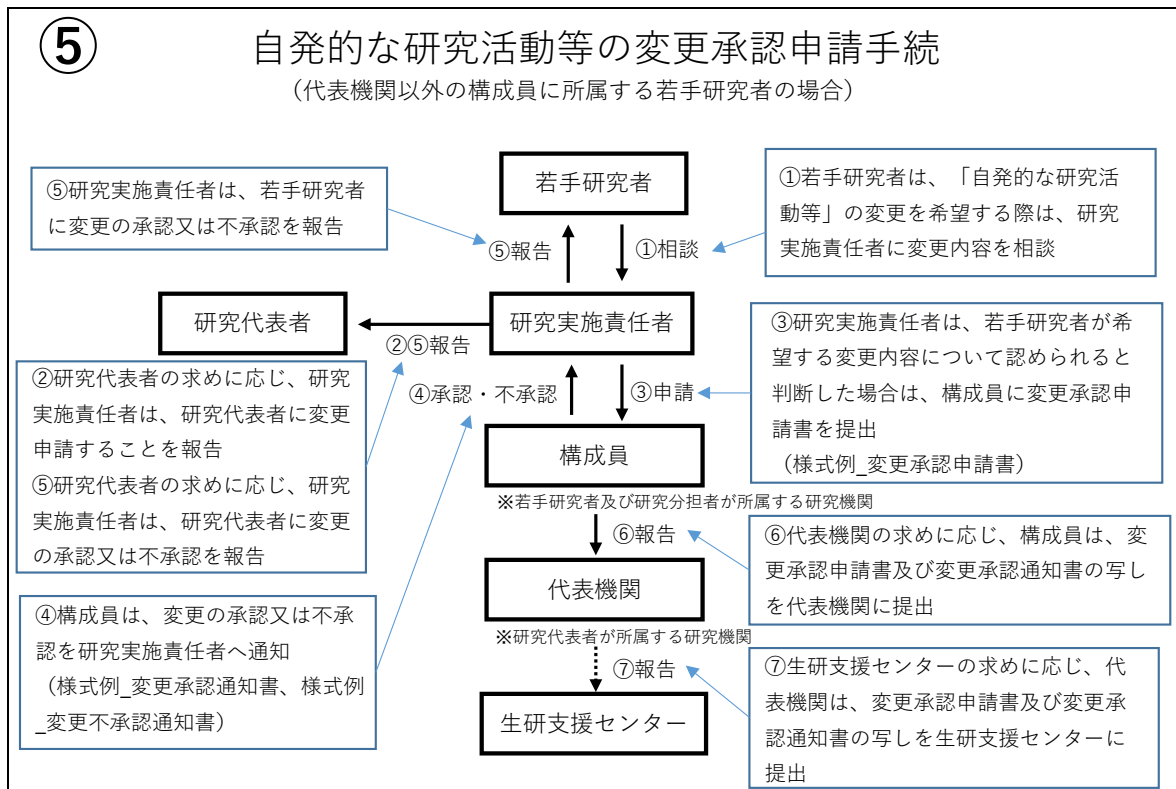 ⑤
自発的な研究活動等の変更承認申請手続
（代表機関以外の構成員に所属する若手研究者の場合）
⑤研究実施責任者は、若手研究者
に変更の承認又は不承認を報告
若手研究者
①若手研究者は、「自発的な研究活
動等」の変更を希望する際は、研究
実施責任者に変更内容を相談
⑤報告
①相談
研究代表者
研究実施責任者
②⑤報告
③研究実施責任者は、若手研究者が希
望する変更内容について認められると
判断した場合は、構成員に変更承認申
請書を提出
（様式例_変更承認申請書）
②研究代表者の求めに応じ、研究
実施責任者は、研究代表者に変更
申請することを報告
⑤研究代表者の求めに応じ、研究
実施責任者は、研究代表者に変更
の承認又は不承認を報告
④承認・不承認
③申請
構成員
※若手研究者及び研究分担者が所属する研究機関
⑥報告
⑥代表機関の求めに応じ、構成員は、変
更承認申請書及び変更承認通知書の写し
を代表機関に提出
代表機関
※研究代表者が所属する研究機関
④構成員は、変更の承認又は不承
認を研究実施責任者へ通知
（様式例_変更承認通知書、様式例
_変更不承認通知書）
⑦報告
⑦生研支援センターの求めに応じ、代
表機関は、変更承認申請書及び変更承
認通知書の写しを生研支援センターに
提出
生研支援センター